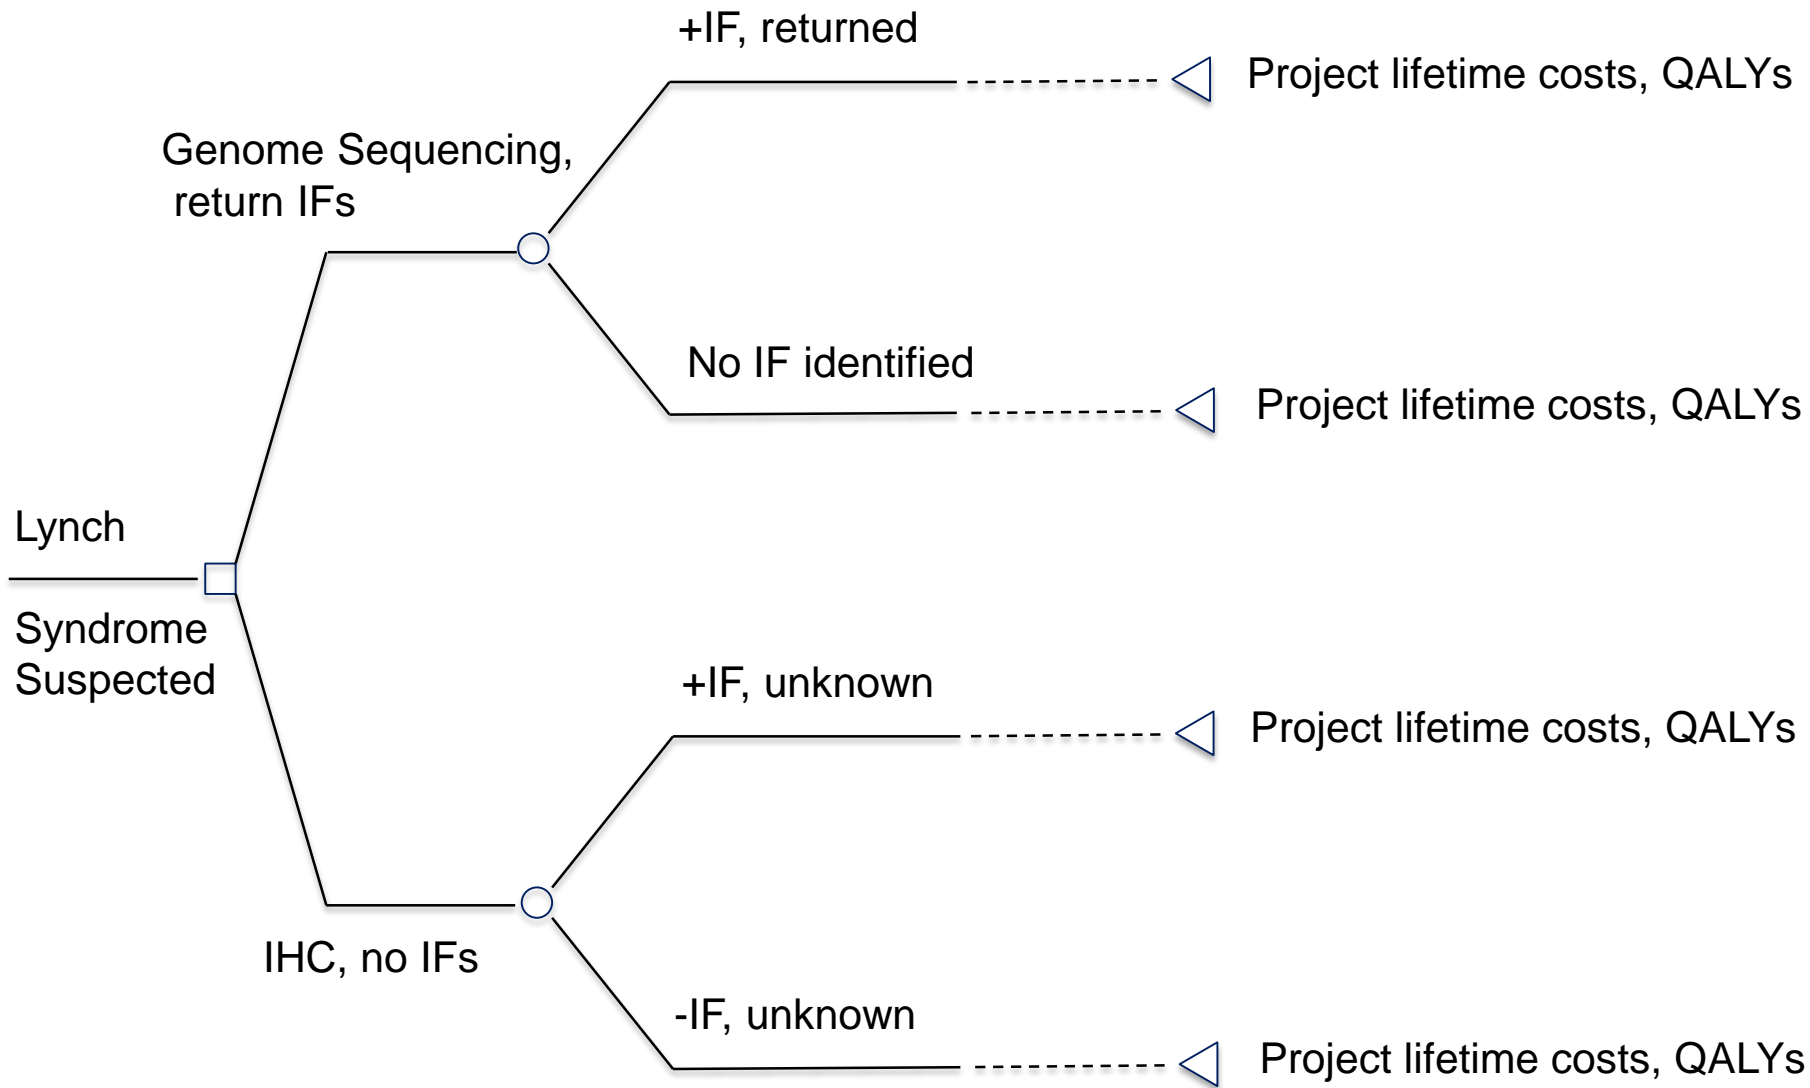 +IF, returned
Project lifetime costs, QALYs
Genome Sequencing,
return IFs
No IF identified
Project lifetime costs, QALYs
Lynch
Syndrome
Suspected
+IF, unknown
Project lifetime costs, QALYs
IHC, no IFs
-IF, unknown
Project lifetime costs, QALYs